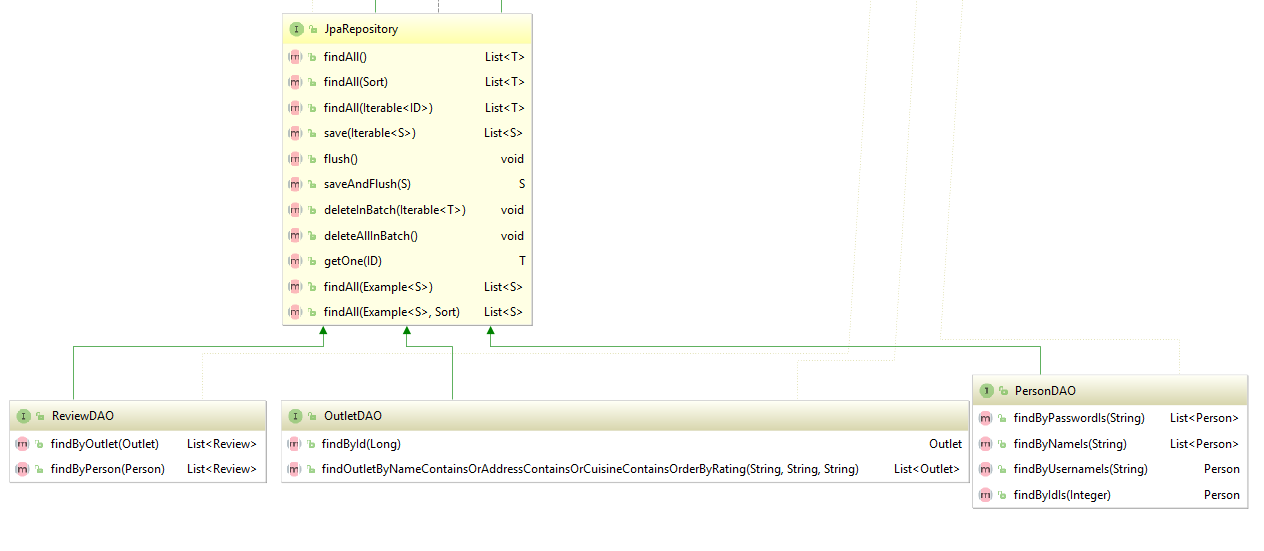 JpaRepository
findAll() List<T>
findAll(Sort) List<T>
findAll(Iterable<ID>) List<T>
save(Iterable<S>) List<S>
flush() void
saveAndFlush(S) S
deleteInBatch(Iterable<T>) void
deleteAllInBatch() void
getOne(ID) T
findAll(Example<S>) List<S>
findAll(Example<S>, Sort) List<S>
ReviewDAO
findByOutlet(Outlet) List<Review>
findByPerson(Person) List<Review>
OutletDAO
findById(Long) Outlet
findOutletByNameContainsOrAddressContainsOrCuisineContainsOrderByRating(String, String, String) List<Outlet>
PersonDAO
findByPasswordIs(String) List<Person>
findByNameIs(String) List<Person>
findByUsernameIs(String) Person
findByIdIs(Integer) Person